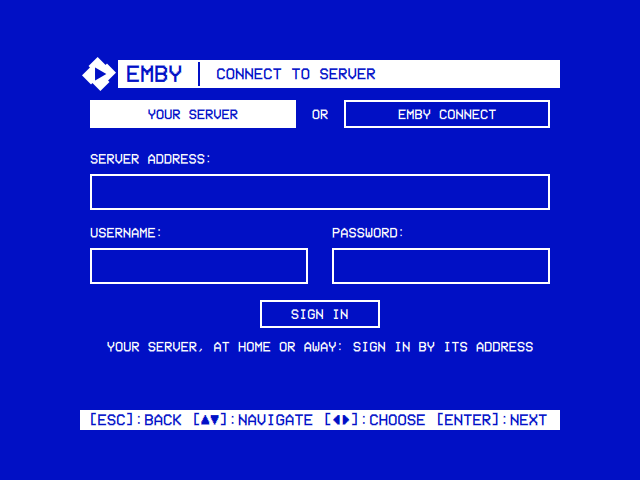 EMBY | CONNECT TO SERVER
YOUR SERVER OR EMBY CONNECT
SERVER ADDRESS:
USERNAME: PASSWORD:
SIGN IN
YOUR SERVER, AT HOME OR AWAY: SIGN IN BY ITS ADDRESS
[ESC]:BACK [▲▼]:NAVIGATE [◀▶]:CHOOSE [ENTER]:NEXT